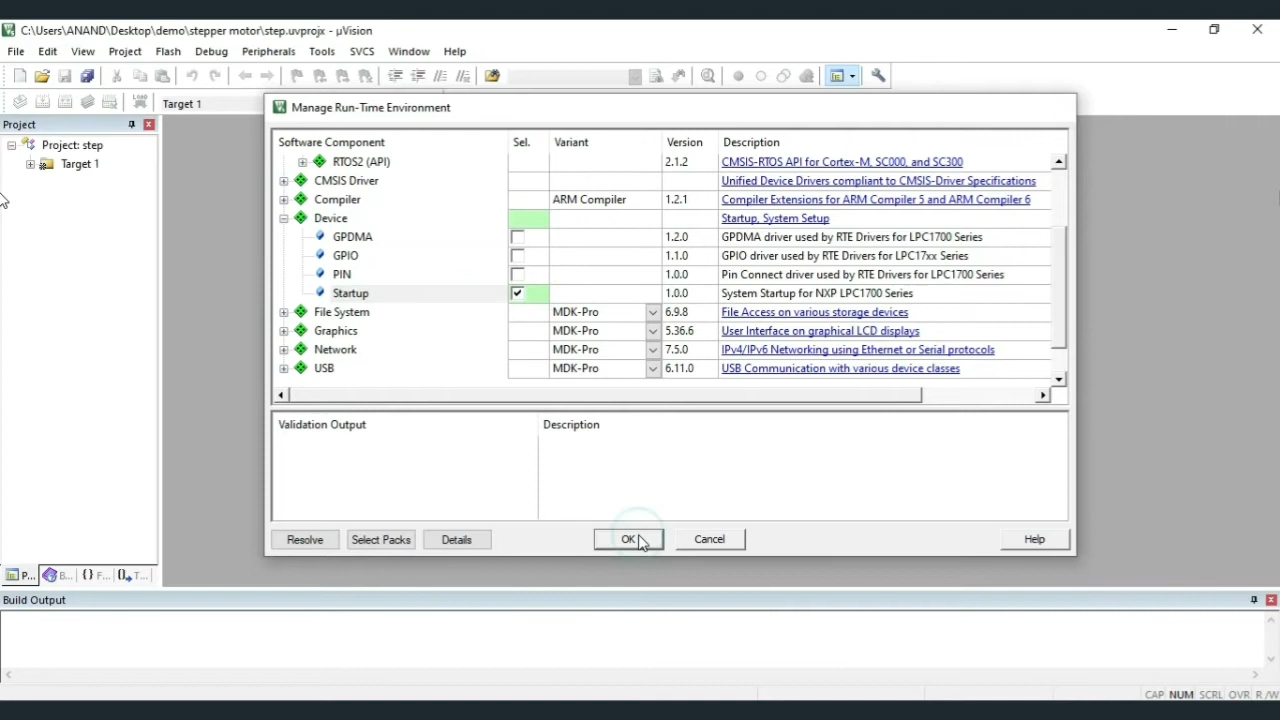 C:\Users\ANAND\Desktop\demo\stepper motor\step.uvprojx - µVision
File Edit View Project Flash Debug Peripherals Tools SVCS Window Help
LOAD Target 1
Project
Project: step
Target 1
Manage Run-Time Environment
Software Component Sel. Variant Version Description
RTOS2 (API) 2.1.2 CMSIS-RTOS API for Cortex-M, SC000, and SC300
CMSIS Driver Unified Device Drivers compliant to CMSIS-Driver Specifications
Compiler ARM Compiler 1.2.1 Compiler Extensions for ARM Compiler 5 and ARM Compiler 6
Device Startup, System Setup
GPDMA 1.2.0 GPDMA driver used by RTE Drivers for LPC1700 Series
GPIO 1.1.0 GPIO driver used by RTE Drivers for LPC17xx Series
PIN 1.0.0 Pin Connect driver used by RTE Drivers for LPC1700 Series
Startup 1.0.0 System Startup for NXP LPC1700 Series
File System MDK-Pro 6.9.8 File Access on various storage devices
Graphics MDK-Pro 5.36.6 User Interface on graphical LCD displays
Network MDK-Pro 7.5.0 IPv4/IPv6 Networking using Ethernet or Serial protocols
USB MDK-Pro 6.11.0 USB Communication with various device classes
Validation Output Description
Resolve Select Packs Details OK Cancel Help
P... B... {} F... T...
Build Output
CAP NUM SCRL OVR R/W